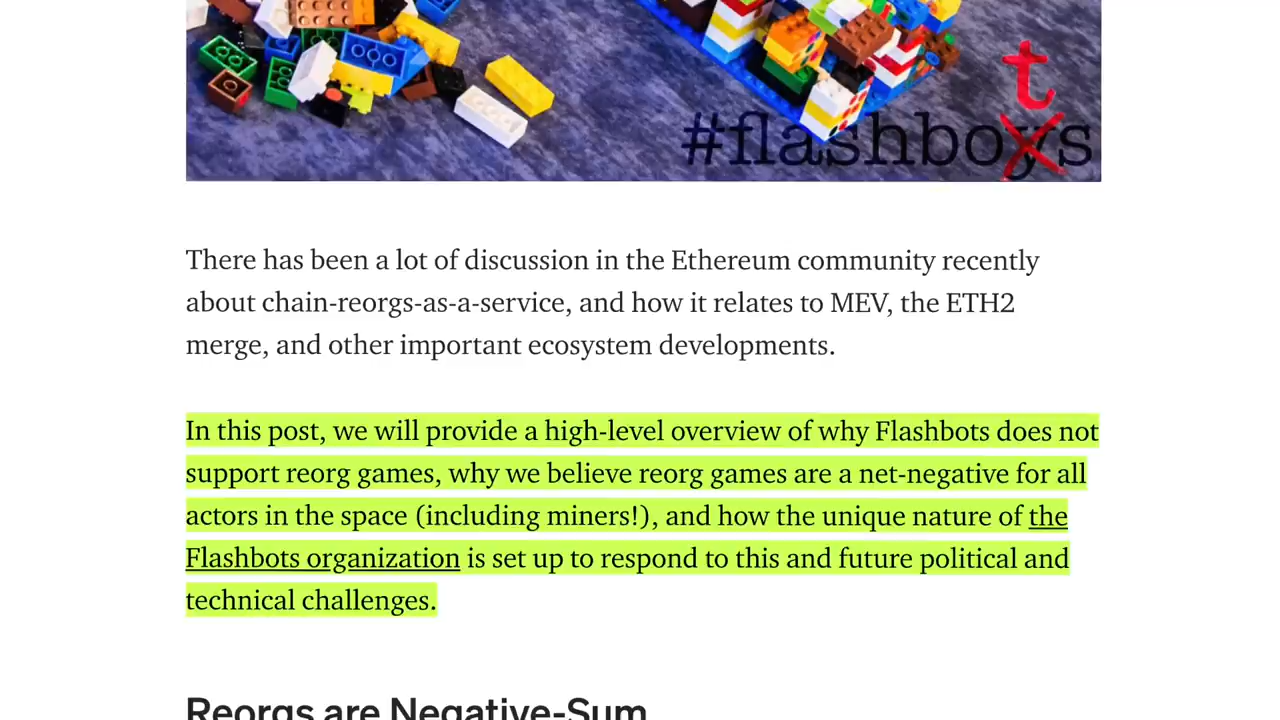 t
#flashboys
There has been a lot of discussion in the Ethereum community recently
about chain-reorgs-as-a-service, and how it relates to MEV, the ETH2
merge, and other important ecosystem developments.
In this post, we will provide a high-level overview of why Flashbots does not
support reorg games, why we believe reorg games are a net-negative for all
actors in the space (including miners!), and how the unique nature of the
Flashbots organization is set up to respond to this and future political and
technical challenges.
Reorgs are Negative-Sum